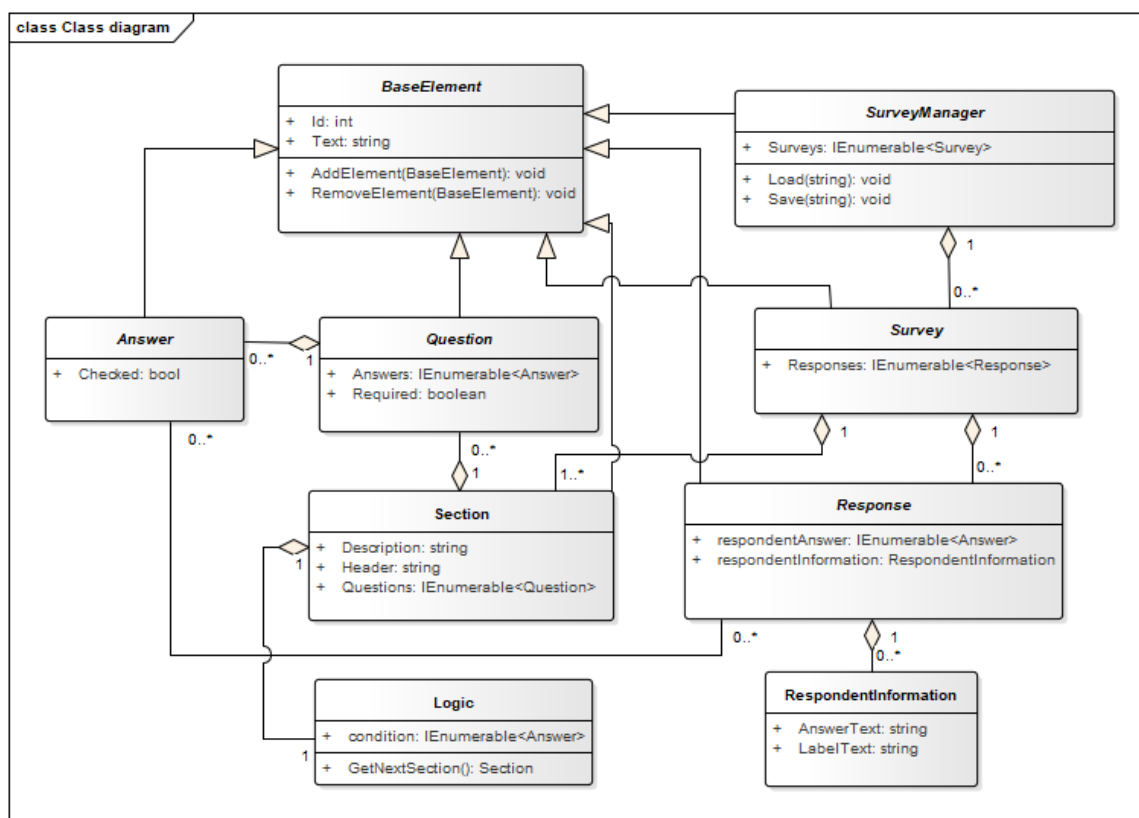 class Class diagram
BaseElement
+ Id: int
+ Text: string
+ AddElement(BaseElement): void
+ RemoveElement(BaseElement): void
SurveyManager
+ Surveys: IEnumerable<Survey>
+ Load(string): void
+ Save(string): void
1
0..*
Answer
+ Checked: bool
0..*
1
Question
+ Answers: IEnumerable<Answer>
+ Required: boolean
Survey
+ Responses: IEnumerable<Response>
0..*
0..*
1
1
1
1..*
0..*
Section
+ Description: string
+ Header: string
+ Questions: IEnumerable<Question>
1
Response
+ respondentAnswer: IEnumerable<Answer>
+ respondentInformation: RespondentInformation
0..*
1
0..*
Logic
+ condition: IEnumerable<Answer>
+ GetNextSection(): Section
1
RespondentInformation
+ AnswerText: string
+ LabelText: string